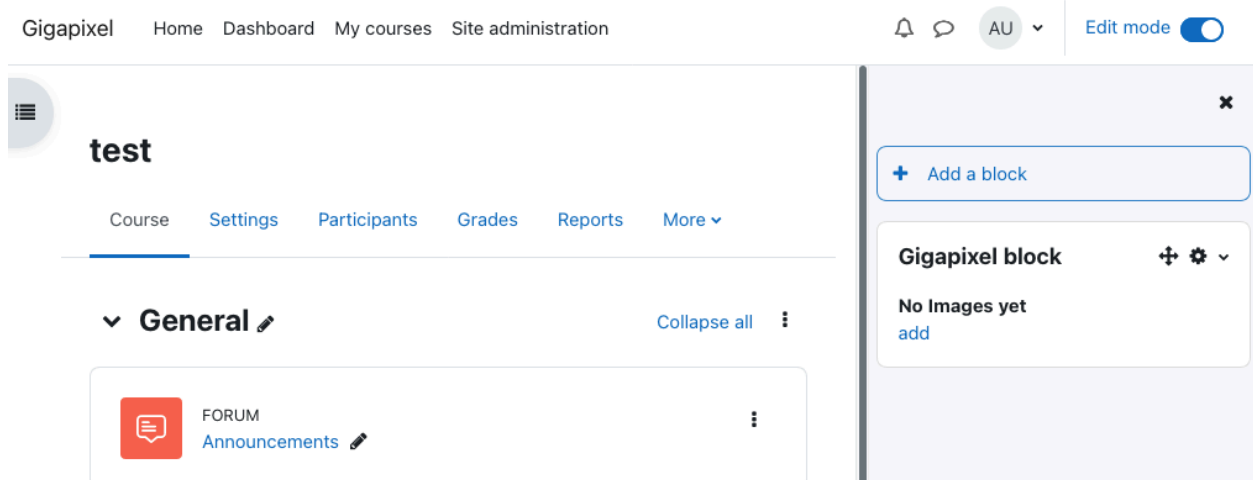 Gigapixel Home Dashboard My courses Site administration AU Edit mode
test
Add a block
Course Settings Participants Grades Reports More
Gigapixel block
No Images yet
add
General Collapse all
FORUM
Announcements